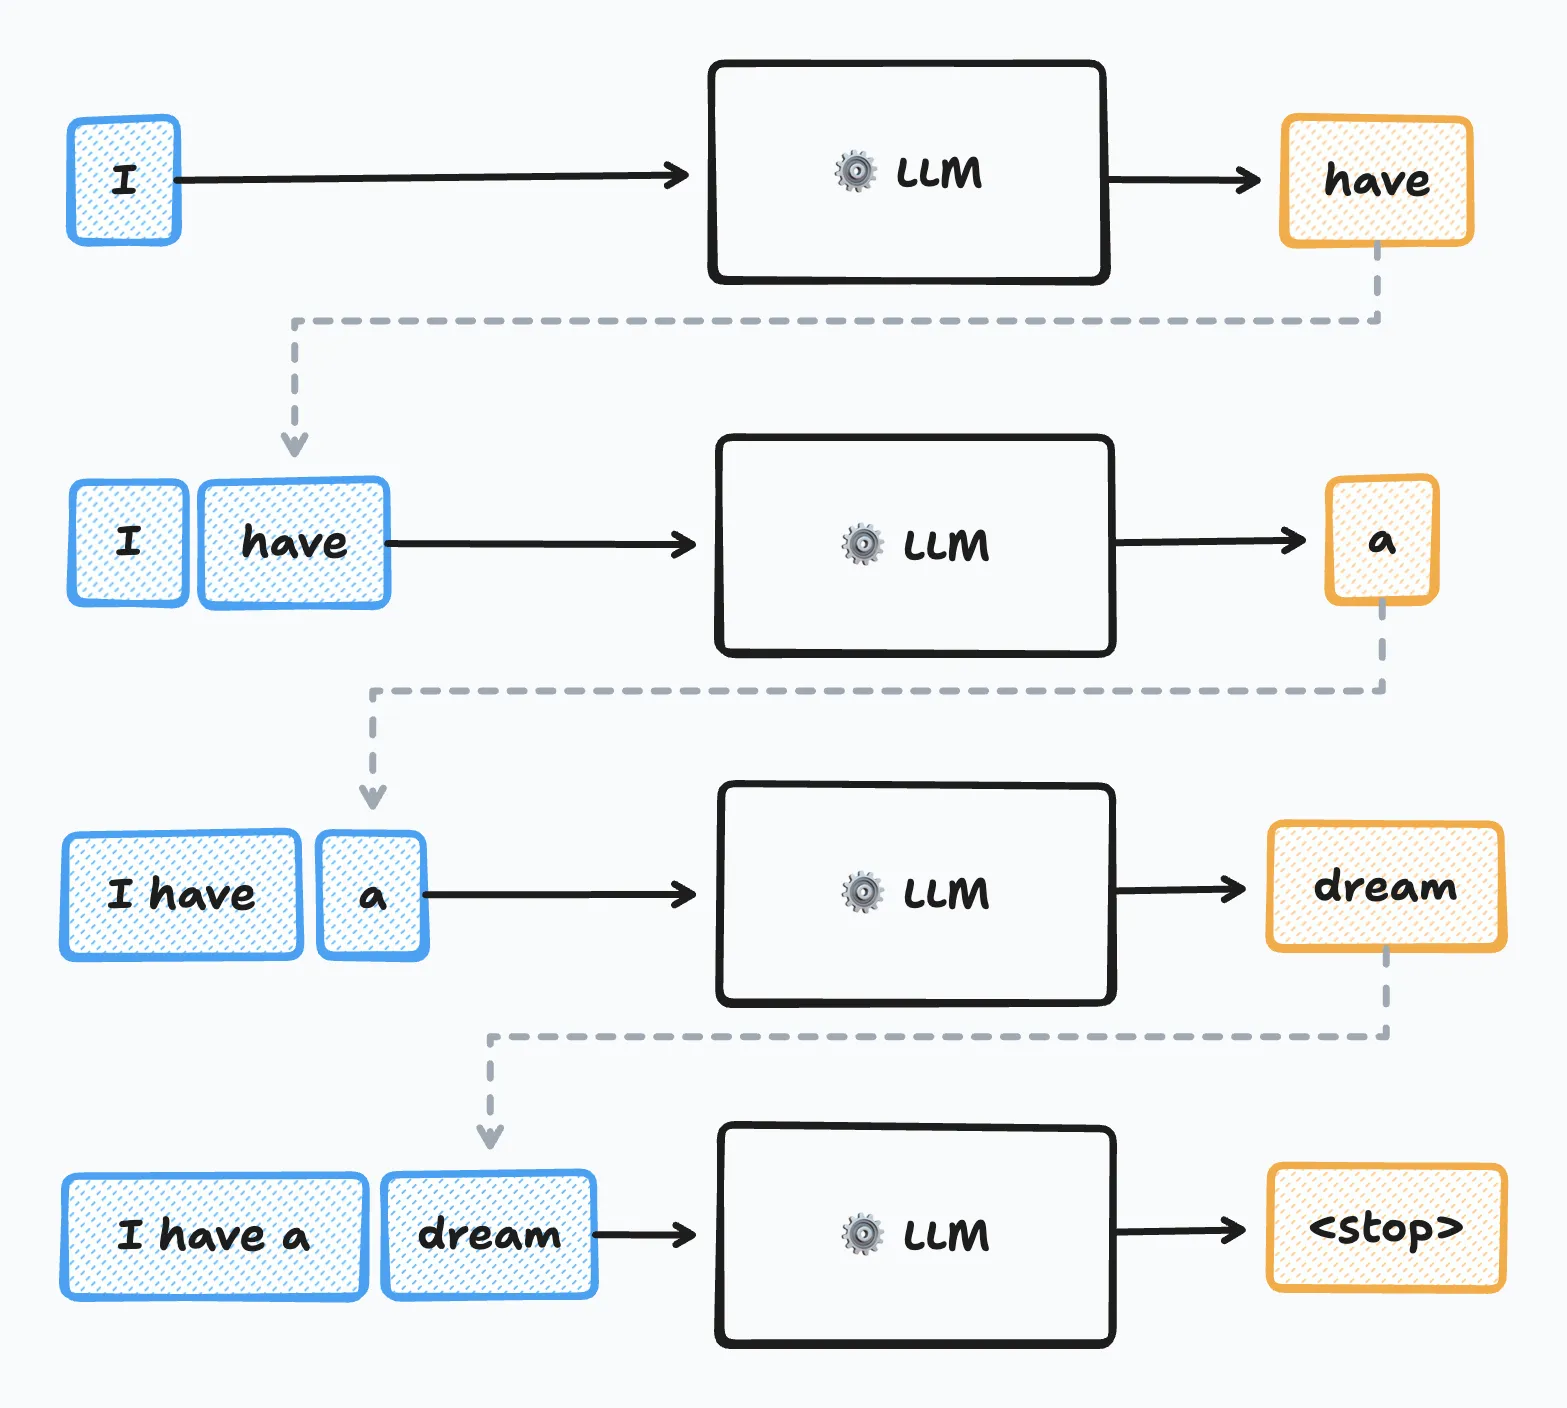 I
LLM
have
I
have
LLM
a
I have
a
LLM
dream
I have a
dream
LLM
<stop>